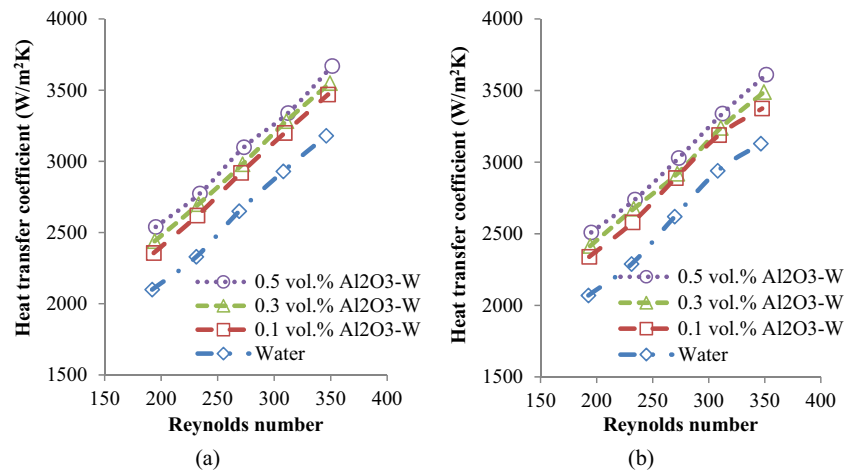 4000
3500
3000
2500
2000
1500
Heat transfer coefficient (W/m²K)
0.5 vol.% Al2O3-W
0.3 vol.% Al2O3-W
0.1 vol.% Al2O3-W
Water
150 200 250 300 350 400
Reynolds number
(a)
4000
3500
3000
2500
2000
1500
Heat transfer coefficient (W/m²K)
0.5 vol.% Al2O3-W
0.3 vol.% Al2O3-W
0.1 vol.% Al2O3-W
Water
150 200 250 300 350 400
Reynolds number
(b)